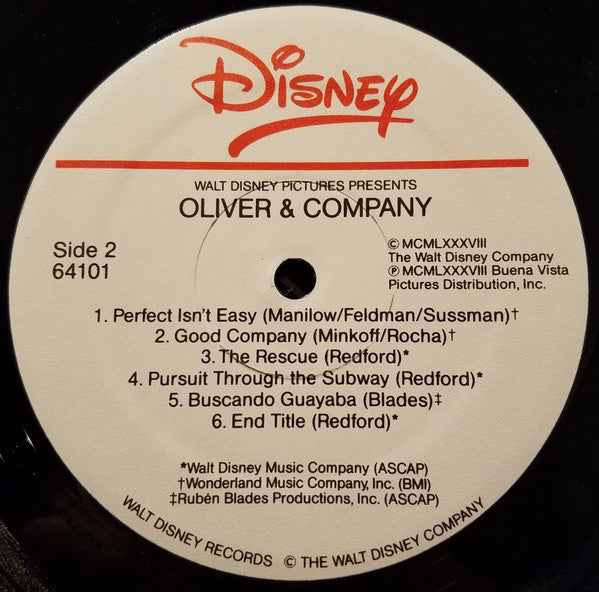 Disney
WALT DISNEY PICTURES PRESENTS
OLIVER & COMPANY
Side 2
64101
© MCMLXXXVIII
The Walt Disney Company
℗ MCMLXXXVIII Buena Vista
Pictures Distribution, Inc.
1. Perfect Isn't Easy (Manilow/Feldman/Sussman)†
2. Good Company (Minkoff/Rocha)†
3. The Rescue (Redford)*
4. Pursuit Through the Subway (Redford)*
5. Buscando Guayaba (Blades)‡
6. End Title (Redford)*
*Walt Disney Music Company (ASCAP)
†Wonderland Music Company, Inc. (BMI)
‡Rubén Blades Productions, Inc. (ASCAP)
WALT DISNEY RECORDS © THE WALT DISNEY COMPANY